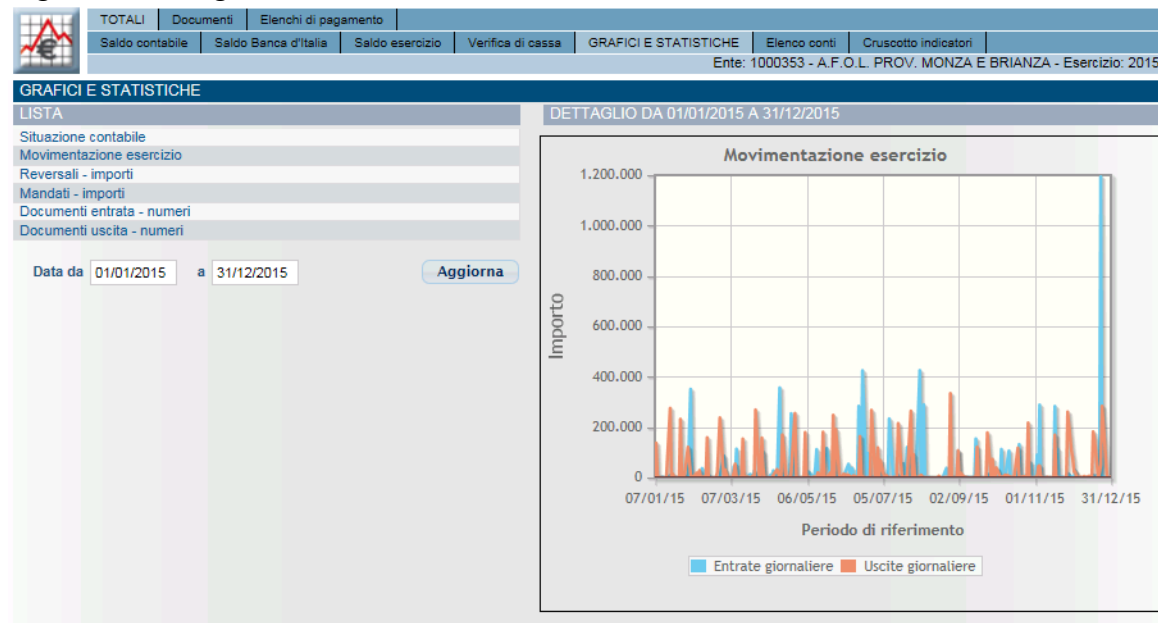 TOTALI Documenti Elenchi di pagamento
Saldo contabile Saldo Banca d'Italia Saldo esercizio Verifica di cassa GRAFICI E STATISTICHE Elenco conti Cruscotto indicatori
Ente: 1000353 - A.F.O.L. PROV. MONZA E BRIANZA - Esercizio: 2015
GRAFICI E STATISTICHE
LISTA
Situazione contabile
Movimentazione esercizio
Reversali - importi
Mandati - importi
Documenti entrata - numeri
Documenti uscita - numeri
Data da 01/01/2015 a 31/12/2015 Aggiorna
DETTAGLIO DA 01/01/2015 A 31/12/2015
Movimentazione esercizio
1.200.000
1.000.000
800.000
600.000
400.000
200.000
0
Importo
07/01/15 07/03/15 06/05/15 05/07/15 02/09/15 01/11/15 31/12/15
Periodo di riferimento
Entrate giornaliere Uscite giornaliere